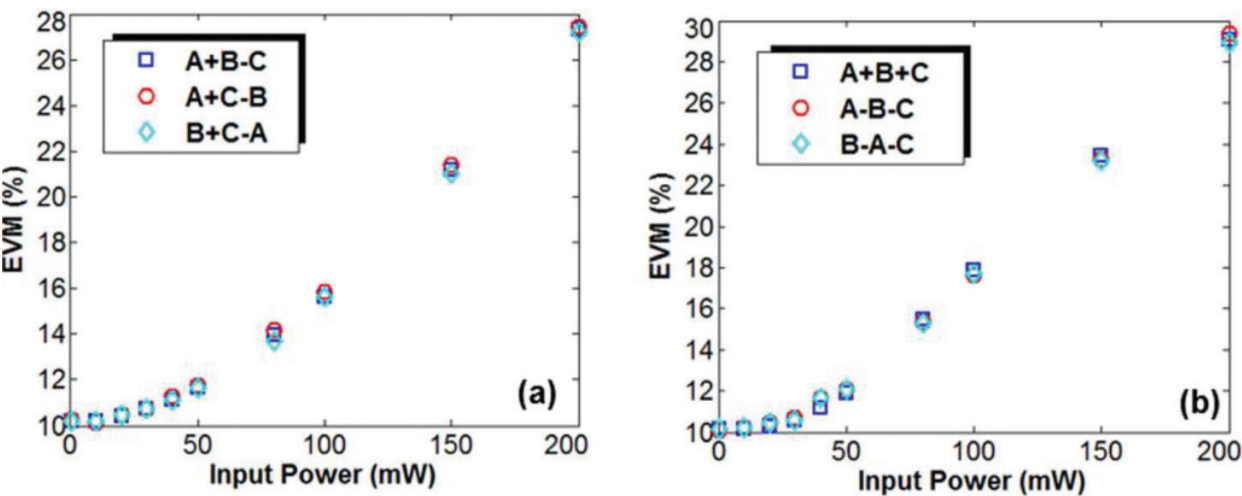 28
26
24
22
20
18
16
14
12
10
EVM (%)
A+B-C
A+C-B
B+C-A
(a)
0
50
100
150
200
Input Power (mW)
30
28
26
24
22
20
18
16
14
12
10
EVM (%)
A+B+C
A-B-C
B-A-C
(b)
0
50
100
150
200
Input Power (mW)